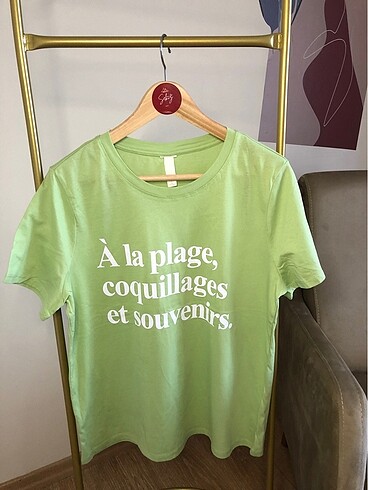 À la plage,
coquillages
et souvenirs.